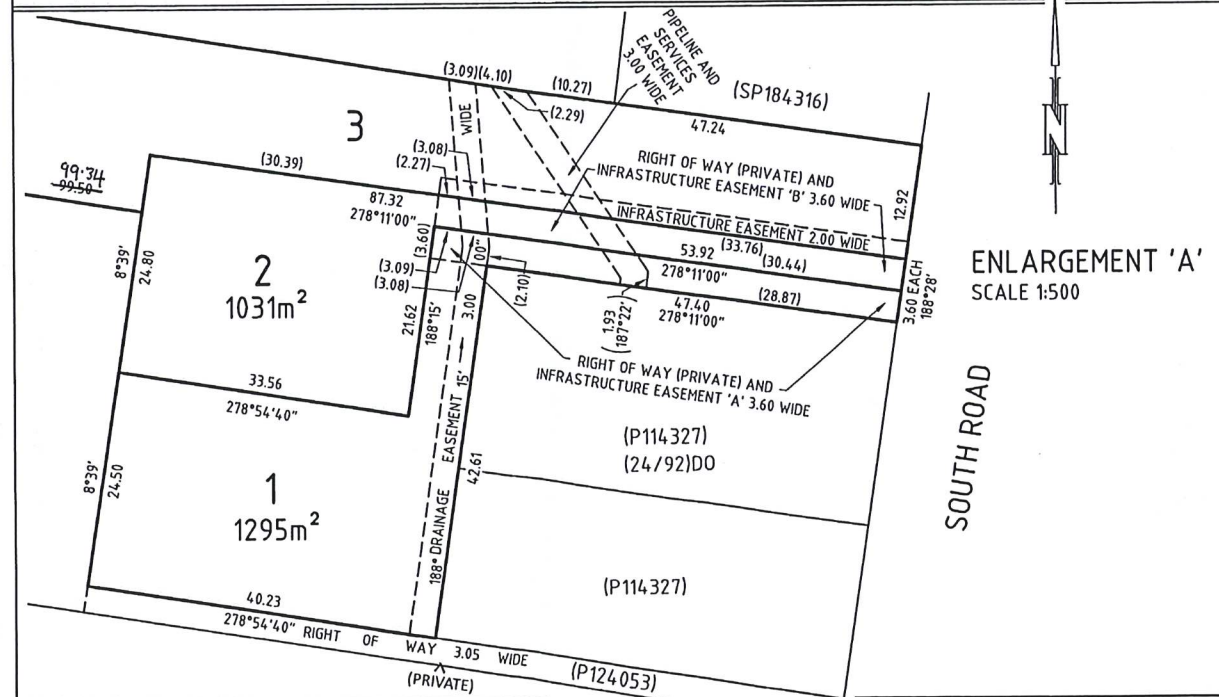 PIPELINE AND
SERVICES
EASEMENT
3.00 WIDE
(SP184316)
(3.09)(4.10)
(10.27)
(2.29)
47.24
N
WIDE
3
(3.08)
(2.27)
(30.39)
99.34
99.50
RIGHT OF WAY (PRIVATE) AND
INFRASTRUCTURE EASEMENT 'B' 3.60 WIDE
12.92
87.32
278°11'00"
INFRASTRUCTURE EASEMENT 2.00 WIDE
(33.76)
53.92
(30.44)
278°11'00"
ENLARGEMENT 'A'
SCALE 1:500
8°39'
24.80
2
1031m²
(3.60)
(3.09)
(3.08)
00"
(2.10)
47.40
278°11'00"
(28.87)
3.60 EACH
188°28'
21.62
188°15'
3.00
(1.93
187°22')
RIGHT OF WAY (PRIVATE) AND
INFRASTRUCTURE EASEMENT 'A' 3.60 WIDE
33.56
278°54'40"
188° DRAINAGE EASEMENT 15'
42.61
(P114327)
(24/92)DO
SOUTH ROAD
8°39'
24.50
1
1295m²
(P114327)
40.23
278°54'40" RIGHT OF WAY 3.05 WIDE
(P124053)
(PRIVATE)